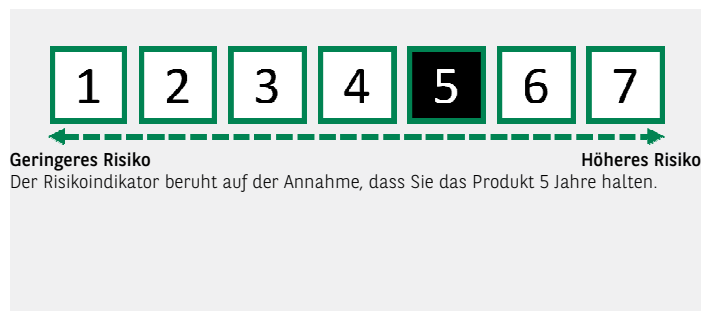 1 2 3 4 5 6 7
Geringeres Risiko Höheres Risiko
Der Risikoindikator beruht auf der Annahme, dass Sie das Produkt 5 Jahre halten.